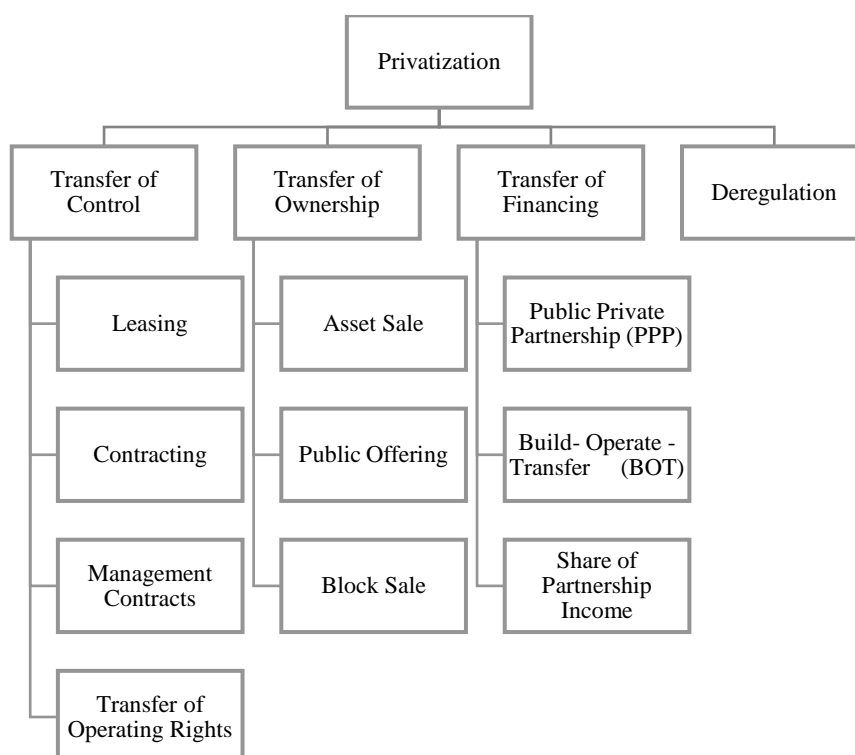 Privatization
Transfer of
Control
Transfer of
Ownership
Transfer of
Financing
Deregulation
Leasing
Asset Sale
Public Private
Partnership (PPP)
Contracting
Public Offering
Build- Operate -
Transfer (BOT)
Management
Contracts
Block Sale
Share of
Partnership
Income
Transfer of
Operating Rights